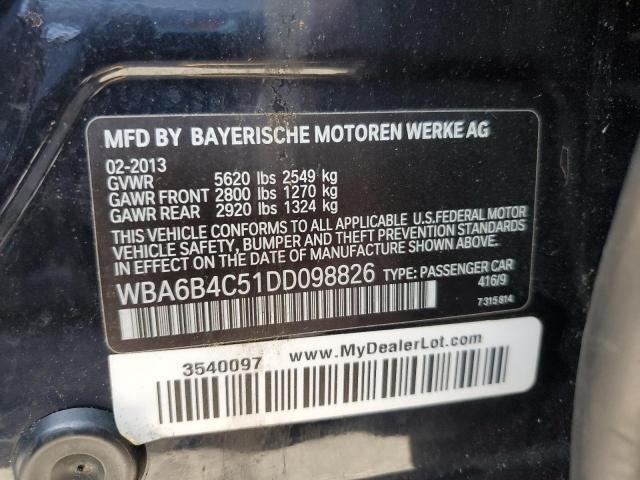 MFD BY BAYERISCHE MOTOREN WERKE AG
02-2013
GVWR 5620 lbs 2549 kg
GAWR FRONT 2800 lbs 1270 kg
GAWR REAR 2920 lbs 1324 kg
THIS VEHICLE CONFORMS TO ALL APPLICABLE U.S. FEDERAL MOTOR
VEHICLE SAFETY, BUMPER AND THEFT PREVENTION STANDARDS
IN EFFECT ON THE DATE OF MANUFACTURE SHOWN ABOVE.
WBA6B4C51DD098826 TYPE: PASSENGER CAR
416/9
7315814
3540097 www.MyDealerLot.com